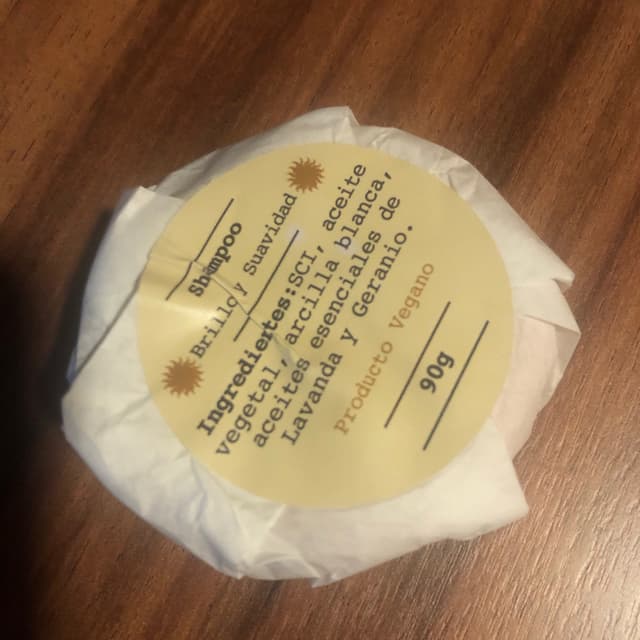 Shampoo
Brillo y Suavidad
Ingredientes:SCI, aceite
vegetal, arcilla blanca,
aceites esenciales de
Lavanda y Geranio.
Producto Vegano
90g